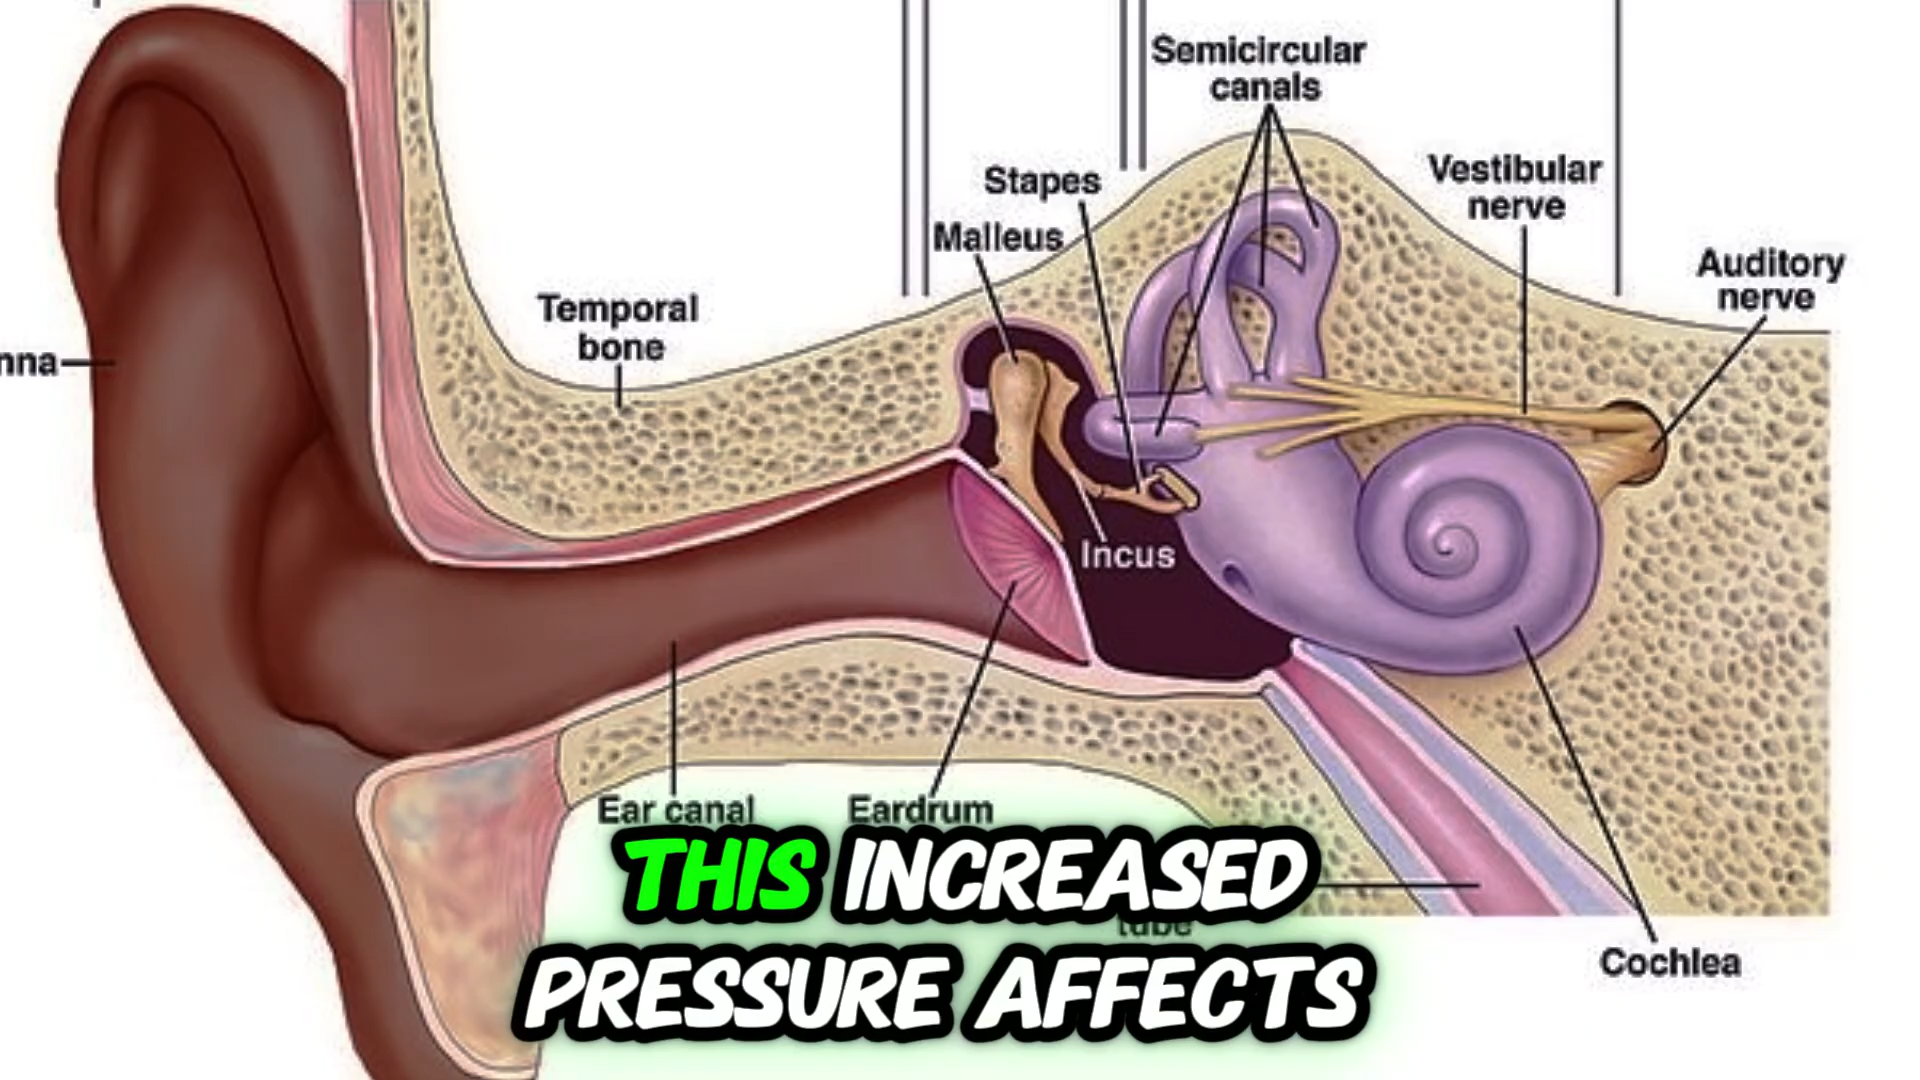 Semicircular
canals
Stapes
Malleus
Vestibular
nerve
Auditory
nerve
Temporal
bone
nna
Incus
Ear canal
Eardrum
THIS INCREASED
tube
PRESSURE AFFECTS
Cochlea